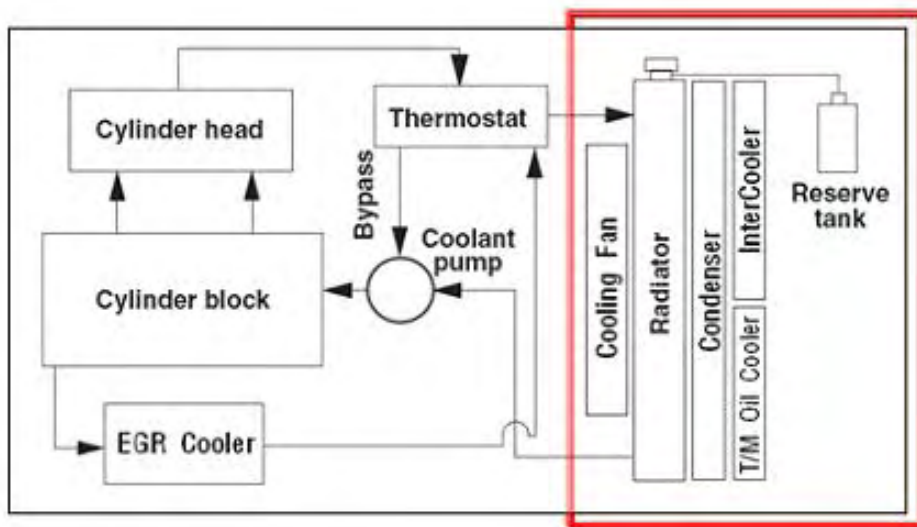 Cylinder head
Thermostat
Bypass
Coolant
pump
Cylinder block
EGR Cooler
Cooling Fan
Radiator
Condenser
InterCooler
T/M Oil Cooler
Reserve
tank